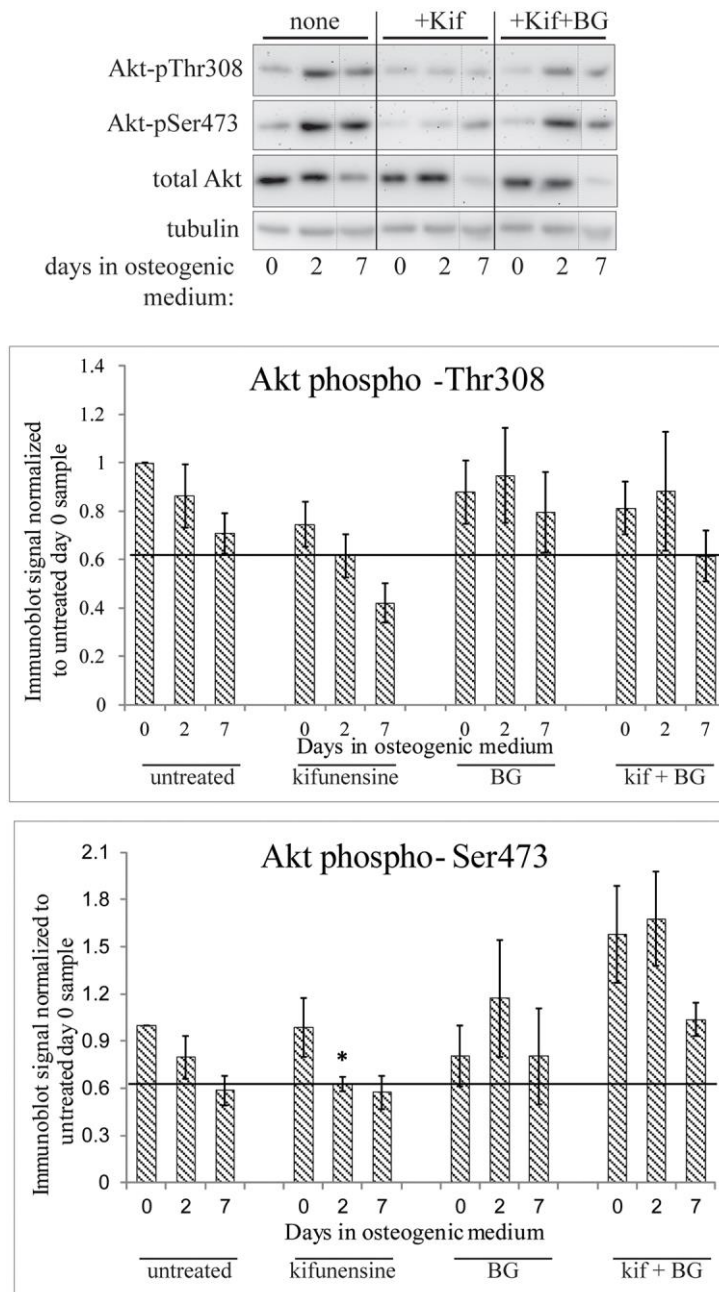 none +Kif +Kif+BG
Akt-pThr308
Akt-pSer473
total Akt
tubulin
days in osteogenic 0 2 7 0 2 7 0 2 7
medium:
Akt phospho -Thr308
Immunoblot signal normalized
to untreated day 0 sample
1.4
1.2
1
0.8
0.6
0.4
0.2
0
0 2 7 0 2 7 0 2 7 0 2 7
Days in osteogenic medium
untreated kifunensine BG kif + BG
Akt phospho- Ser473
Immunoblot signal normalized to
untreated day 0 sample
2.1
1.8
1.5
1.2
0.9
0.6
0.3
0
*
0 2 7 0 2 7 0 2 7 0 2 7
Days in osteogenic medium
untreated kifunensine BG kif + BG